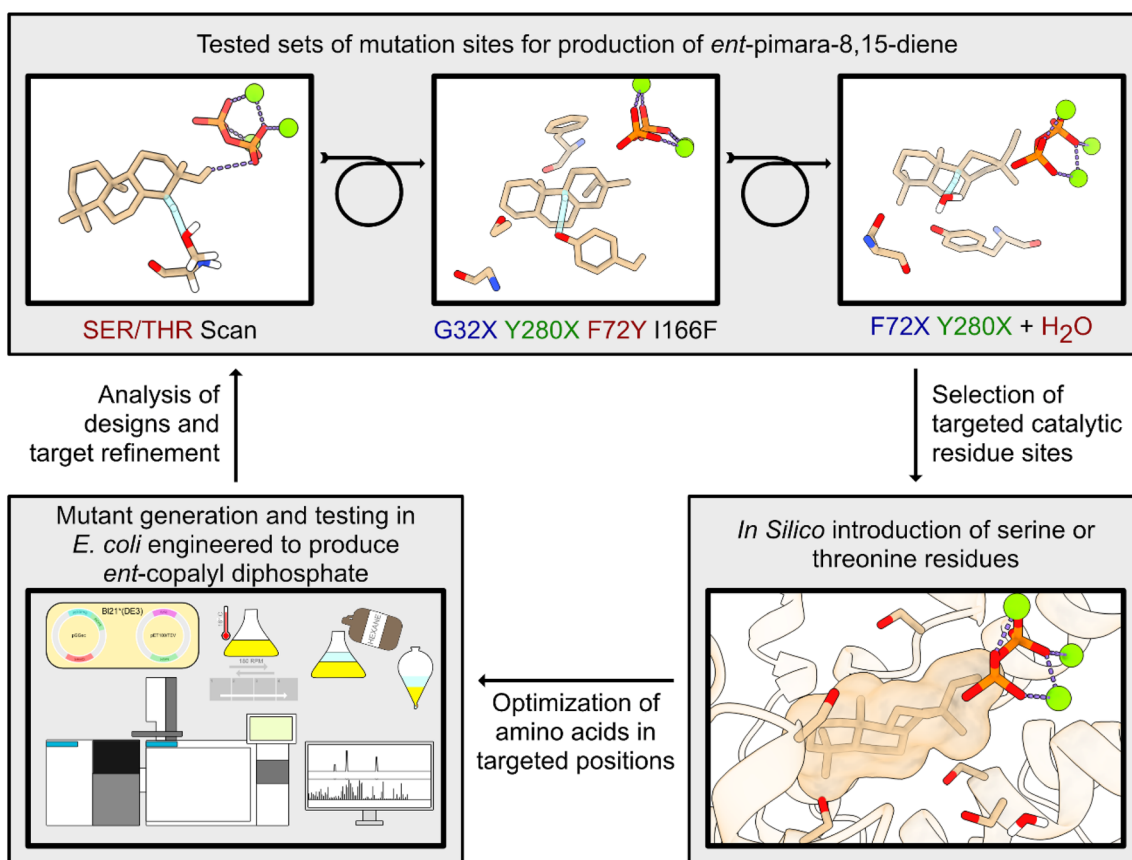 Tested sets of mutation sites for production of ent-pimara-8,15-diene
SER/THR Scan
G32X Y280X F72Y I166F
F72X Y280X + H2O
Analysis of
designs and
target refinement
Selection of
targeted catalytic
residue sites
Mutant generation and testing in
E. coli engineered to produce
ent-copalyl diphosphate
Bl21*(DE3)
HEXANE
180 RPM
Optimization of
amino acids in
targeted positions
In Silico introduction of serine or
threonine residues